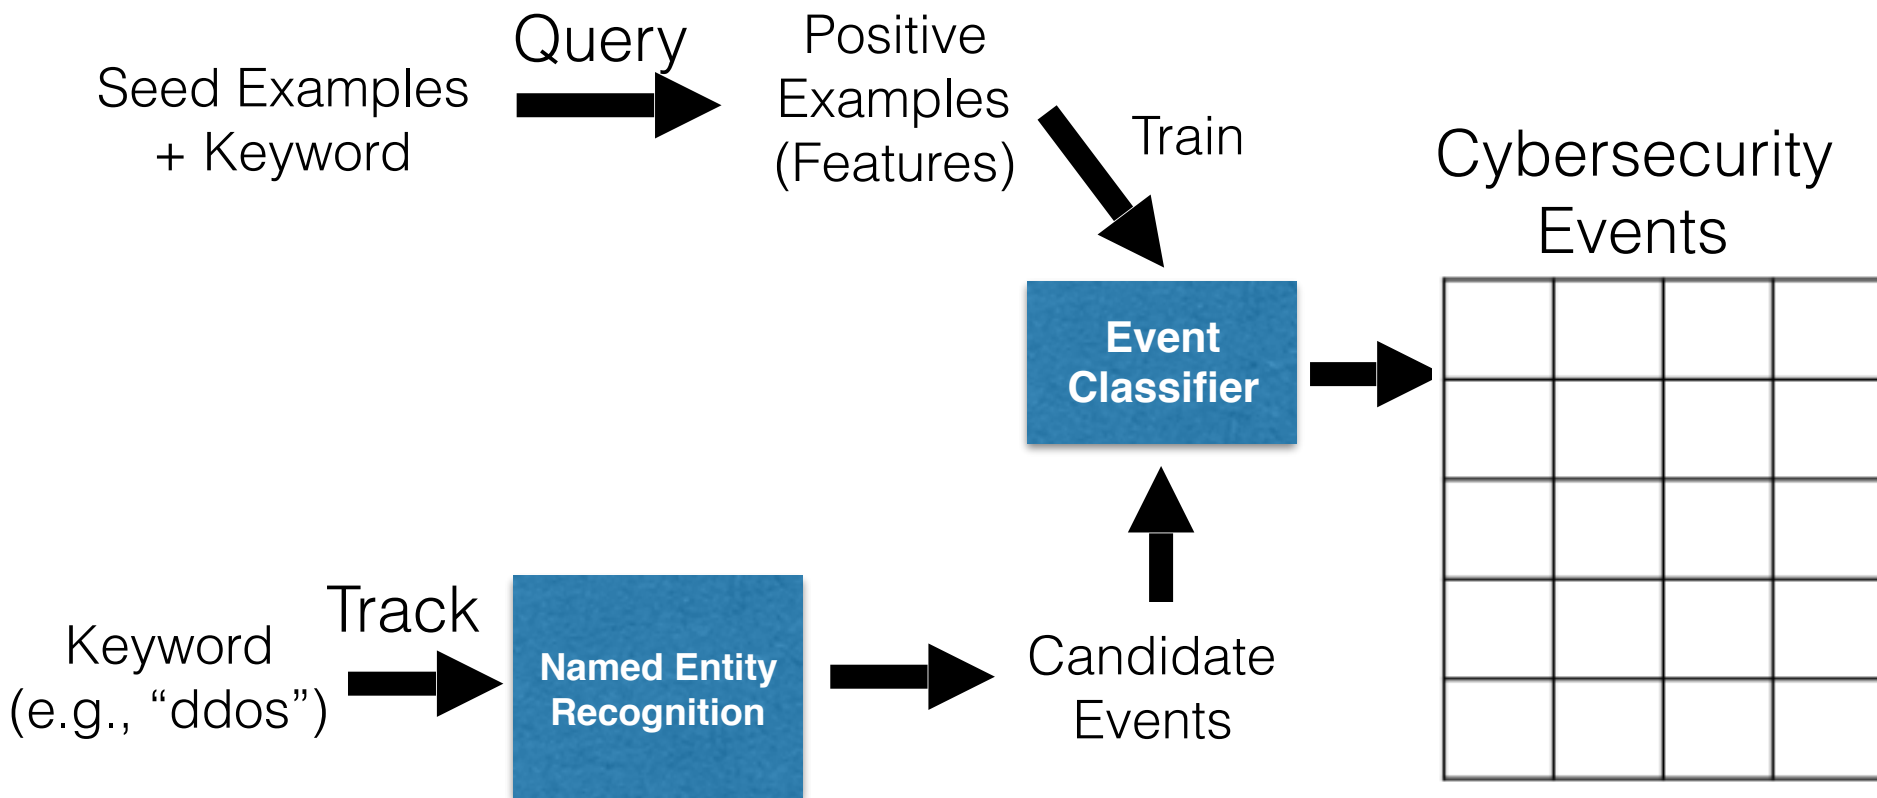 Seed Examples
+ Keyword
Query
Positive
Examples
(Features)
Train
Cybersecurity
Events
Event
Classifier
Keyword
(e.g., “ddos”)
Track
Named Entity
Recognition
Candidate
Events